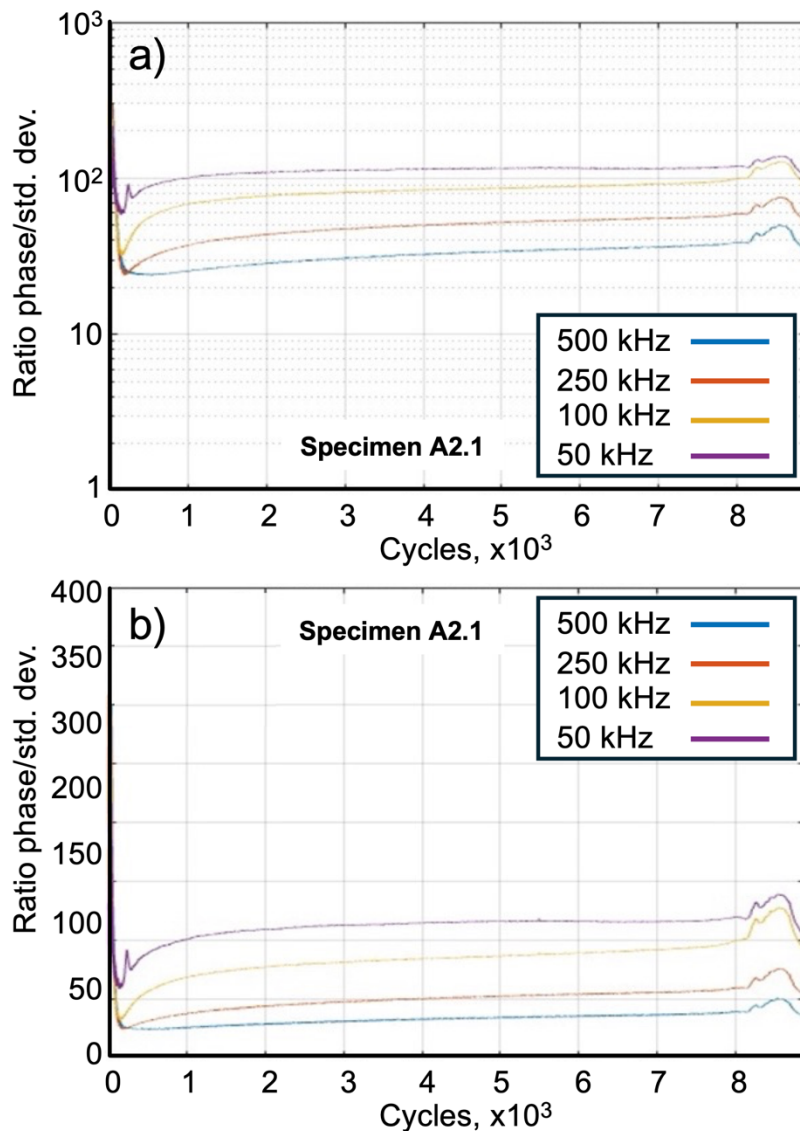 a)
10³
10²
10
1
Ratio phase/std. dev.
500 kHz
250 kHz
100 kHz
50 kHz
Specimen A2.1
0 1 2 3 4 5 6 7 8
Cycles, x10³
b)
400
350
300
200
150
100
50
0
Ratio phase/std. dev.
Specimen A2.1
500 kHz
250 kHz
100 kHz
50 kHz
0 1 2 3 4 5 6 7 8
Cycles, x10³